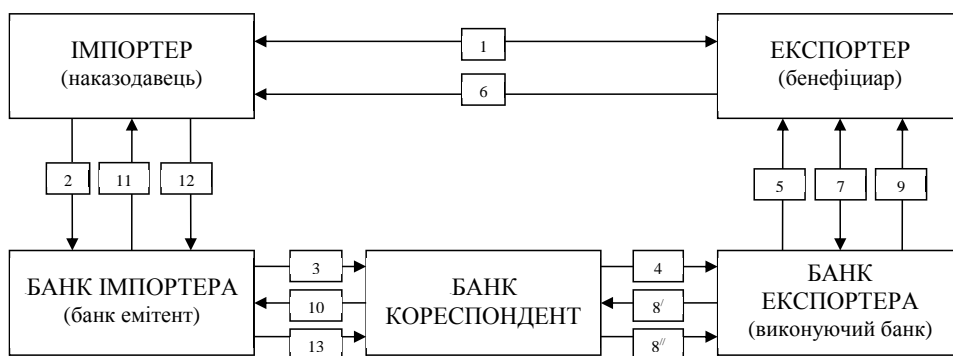 ІМПОРТЕР
(наказодавець)
1
6
ЕКСПОРТЕР
(бенефіциар)
2
11
12
5
7
9
БАНК ІМПОРТЕРА
(банк емітент)
3
10
13
БАНК
КОРЕСПОНДЕНТ
4
8/
8//
БАНК
ЕКСПОРТЕРА
(виконуючий банк)